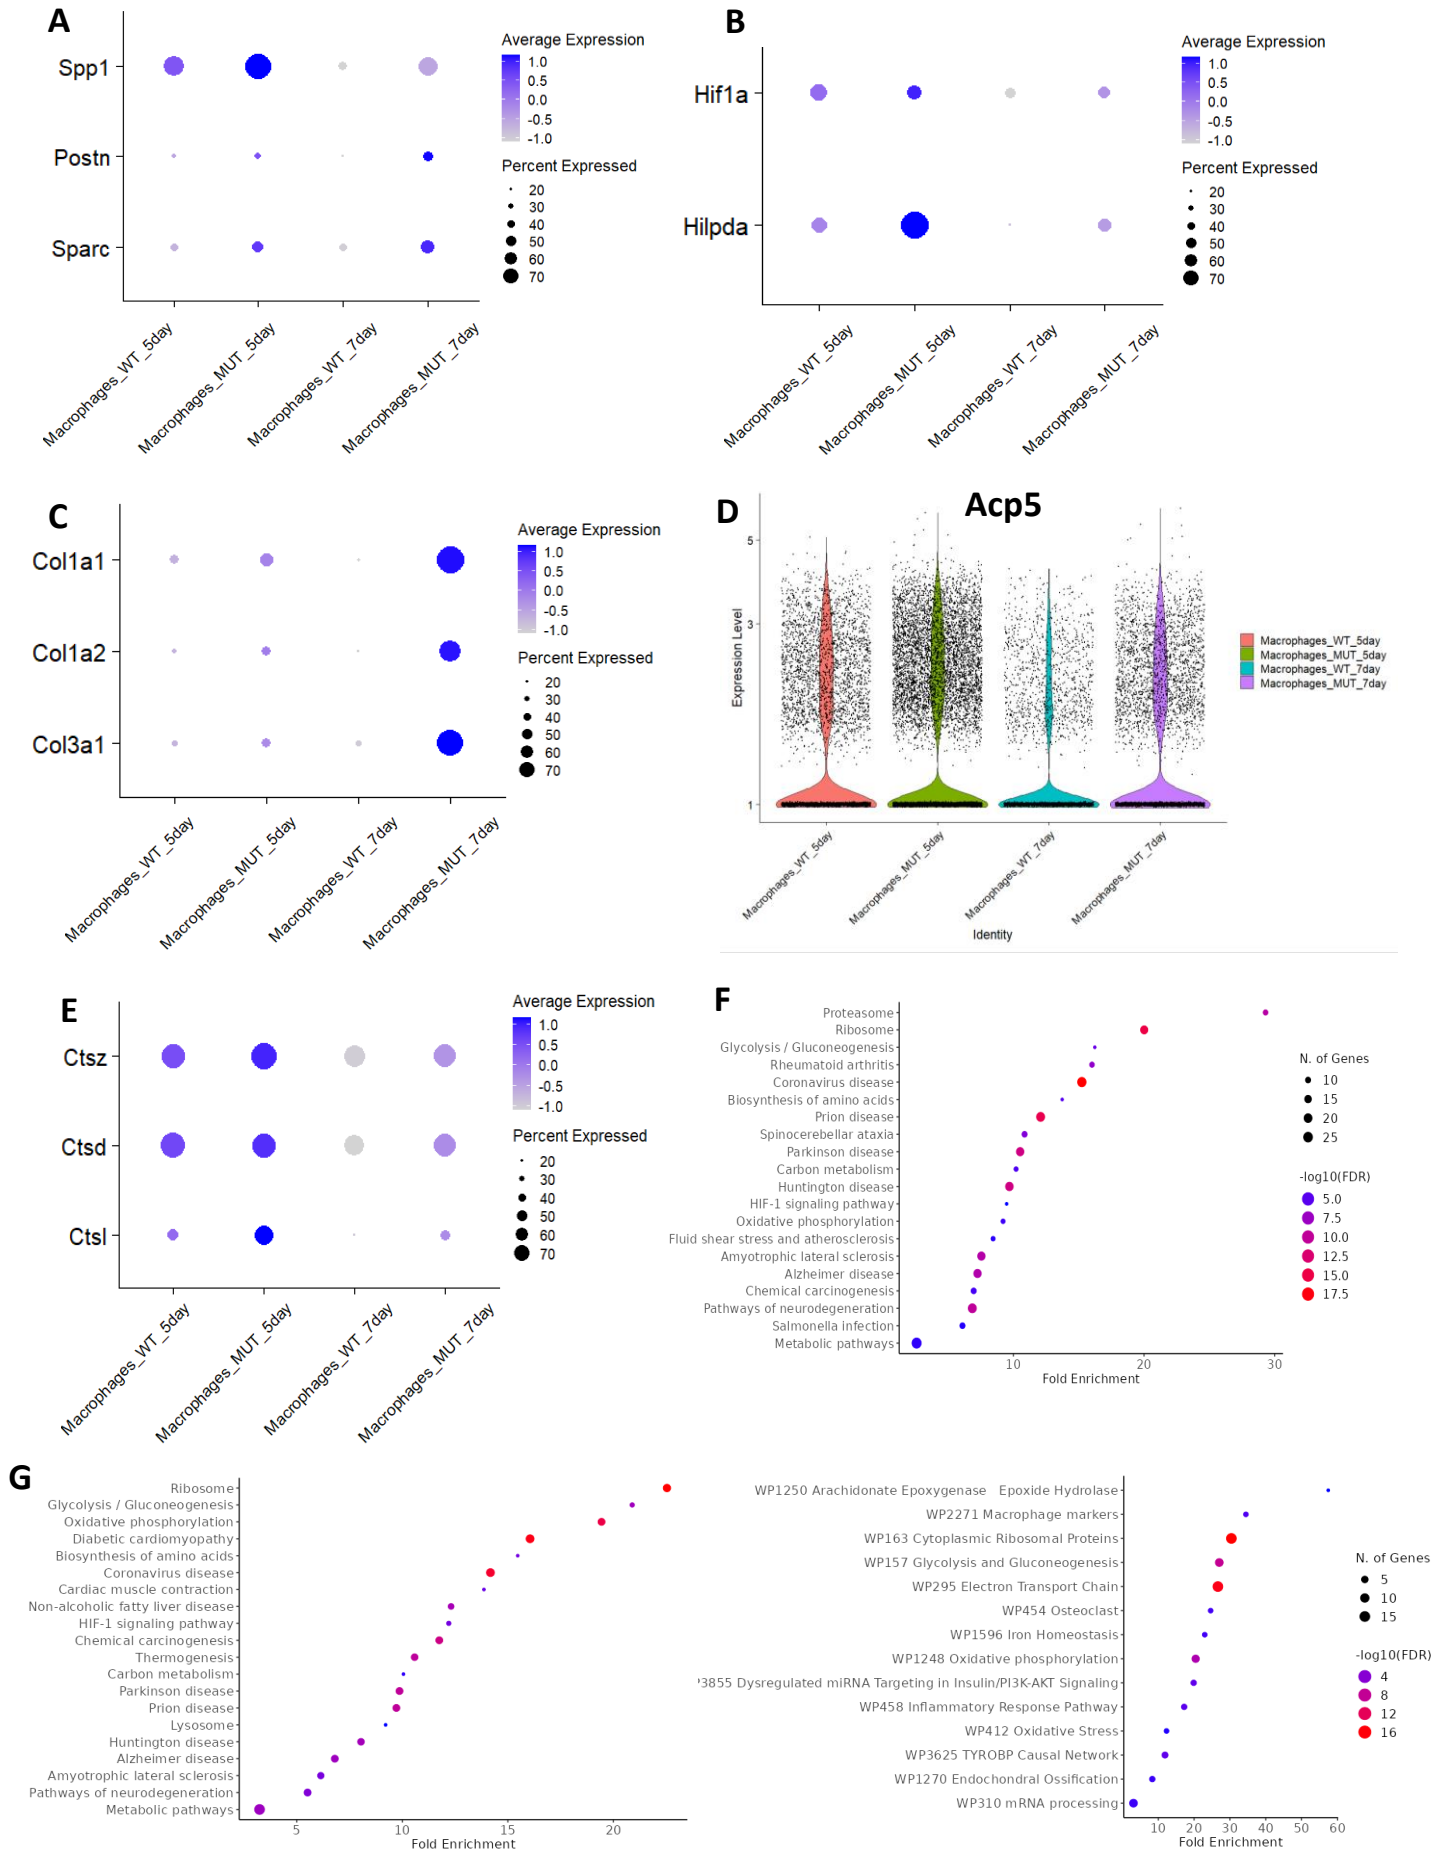 A
Spp1
Postn
Sparc
Macrophages_WT_5day
Macrophages_MUT_5day
Macrophages_WT_7day
Macrophages_MUT_7day
Average Expression
1.0
0.5
0.0
-0.5
-1.0
Percent Expressed
20
30
40
50
60
70
B
Hif1a
Hilpda
Macrophages_WT_5day
Macrophages_MUT_5day
Macrophages_WT_7day
Macrophages_MUT_7day
Average Expression
1.0
0.5
0.0
-0.5
-1.0
Percent Expressed
20
30
40
50
60
70
C
Col1a1
Col1a2
Col3a1
Macrophages_WT_5day
Macrophages_MUT_5day
Macrophages_WT_7day
Macrophages_MUT_7day
Average Expression
1.0
0.5
0.0
-0.5
-1.0
Percent Expressed
20
30
40
50
60
70
D
Acp5
Expression Level
5
3
1
Macrophages_WT_5day
Macrophages_MUT_5day
Macrophages_WT_7day
Macrophages_MUT_7day
Identity
Macrophages_WT_5day
Macrophages_MUT_5day
Macrophages_WT_7day
Macrophages_MUT_7day
E
Ctsz
Ctsd
Ctsl
Macrophages_WT_5day
Macrophages_MUT_5day
Macrophages_WT_7day
Macrophages_MUT_7day
Average Expression
1.0
0.5
0.0
-0.5
-1.0
Percent Expressed
20
30
40
50
60
70
F
Proteasome
Ribosome
Glycolysis / Gluconeogenesis
Rheumatoid arthritis
Coronavirus disease
Biosynthesis of amino acids
Prion disease
Spinocerebellar ataxia
Parkinson disease
Carbon metabolism
Huntington disease
HIF-1 signaling pathway
Oxidative phosphorylation
Fluid shear stress and atherosclerosis
Amyotrophic lateral sclerosis
Alzheimer disease
Chemical carcinogenesis
Pathways of neurodegeneration
Salmonella infection
Metabolic pathways
10 20 30
Fold Enrichment
N. of Genes
10
15
20
25
-log10(FDR)
5.0
7.5
10.0
12.5
15.0
17.5
G
Ribosome
Glycolysis / Gluconeogenesis
Oxidative phosphorylation
Diabetic cardiomyopathy
Biosynthesis of amino acids
Coronavirus disease
Cardiac muscle contraction
Non-alcoholic fatty liver disease
HIF-1 signaling pathway
Chemical carcinogenesis
Thermogenesis
Carbon metabolism
Parkinson disease
Prion disease
Lysosome
Huntington disease
Alzheimer disease
Amyotrophic lateral sclerosis
Pathways of neurodegeneration
Metabolic pathways
5 10 15 20
Fold Enrichment
WP1250 Arachidonate Epoxygenase Epoxide Hydrolase
WP2271 Macrophage markers
WP163 Cytoplasmic Ribosomal Proteins
WP157 Glycolysis and Gluconeogenesis
WP295 Electron Transport Chain
WP454 Osteoclast
WP1596 Iron Homeostasis
WP1248 Oxidative phosphorylation
3855 Dysregulated miRNA Targeting in Insulin/PI3K-AKT Signaling
WP458 Inflammatory Response Pathway
WP412 Oxidative Stress
WP3625 TYROBP Causal Network
WP1270 Endochondral Ossification
WP310 mRNA processing
10 20 30 40 50 60
Fold Enrichment
N. of Genes
5
10
15
-log10(FDR)
4
8
12
16